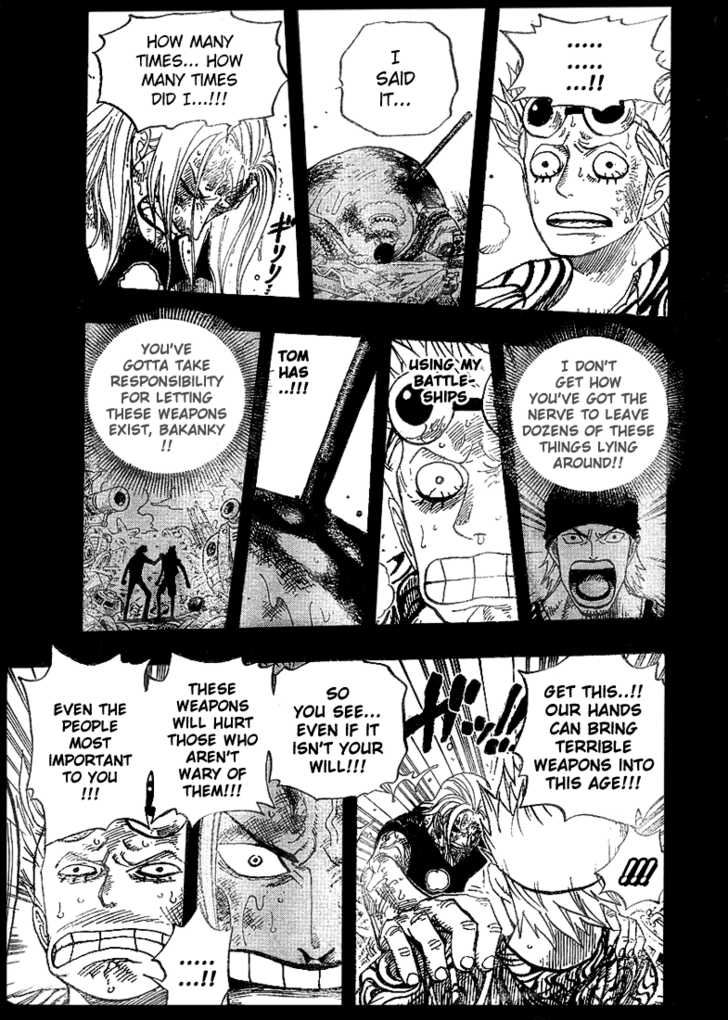 .....
.....
...!!
I
SAID
IT...
HOW MANY
TIMES... HOW
MANY TIMES
DID I...!!!
ギリリ
I DON'T
GET HOW
YOU'VE GOT THE
NERVE TO LEAVE
DOZENS OF THESE
THINGS LYING
AROUND!!
USING MY
BATTLE-
SHIPS
TOM
HAS
..!!!
YOU'VE
GOTTA TAKE
RESPONSIBILITY
FOR LETTING
THESE WEAPONS
EXIST, BAKANKY
!!
GET THIS..!!
OUR HANDS
CAN BRING
TERRIBLE
WEAPONS INTO
THIS AGE!!!
!!!!
SO
YOU SEE...
EVEN IF IT
ISN'T YOUR
WILL!!!
THESE
WEAPONS
WILL HURT
THOSE WHO
AREN'T
WARY OF
THEM!!!
EVEN THE
PEOPLE
MOST
IMPORTANT
TO YOU
!!!
.....
...!!